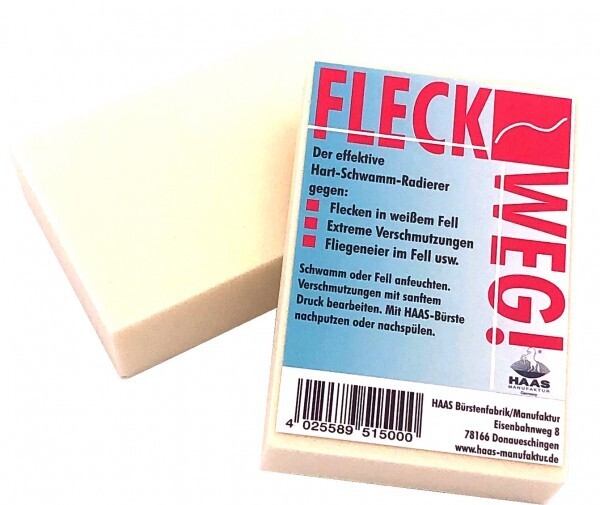 FLECK
WEG!
Der effektive
Hart-Schwamm-Radierer
gegen:
Flecken in weißem Fell
Extreme Verschmutzungen
Fliegeneier im Fell usw.
Schwamm oder Fell anfeuchten.
Verschmutzungen mit sanftem
Druck bearbeiten. Mit HAAS-Bürste
nachputzen oder nachspülen.
HAAS
MANUFAKTUR
Germany
4 025589 515000
HAAS Bürstenfabrik/Manufaktur
Eisenbahnweg 8
78166 Donaueschingen
www.haas-manufaktur.de